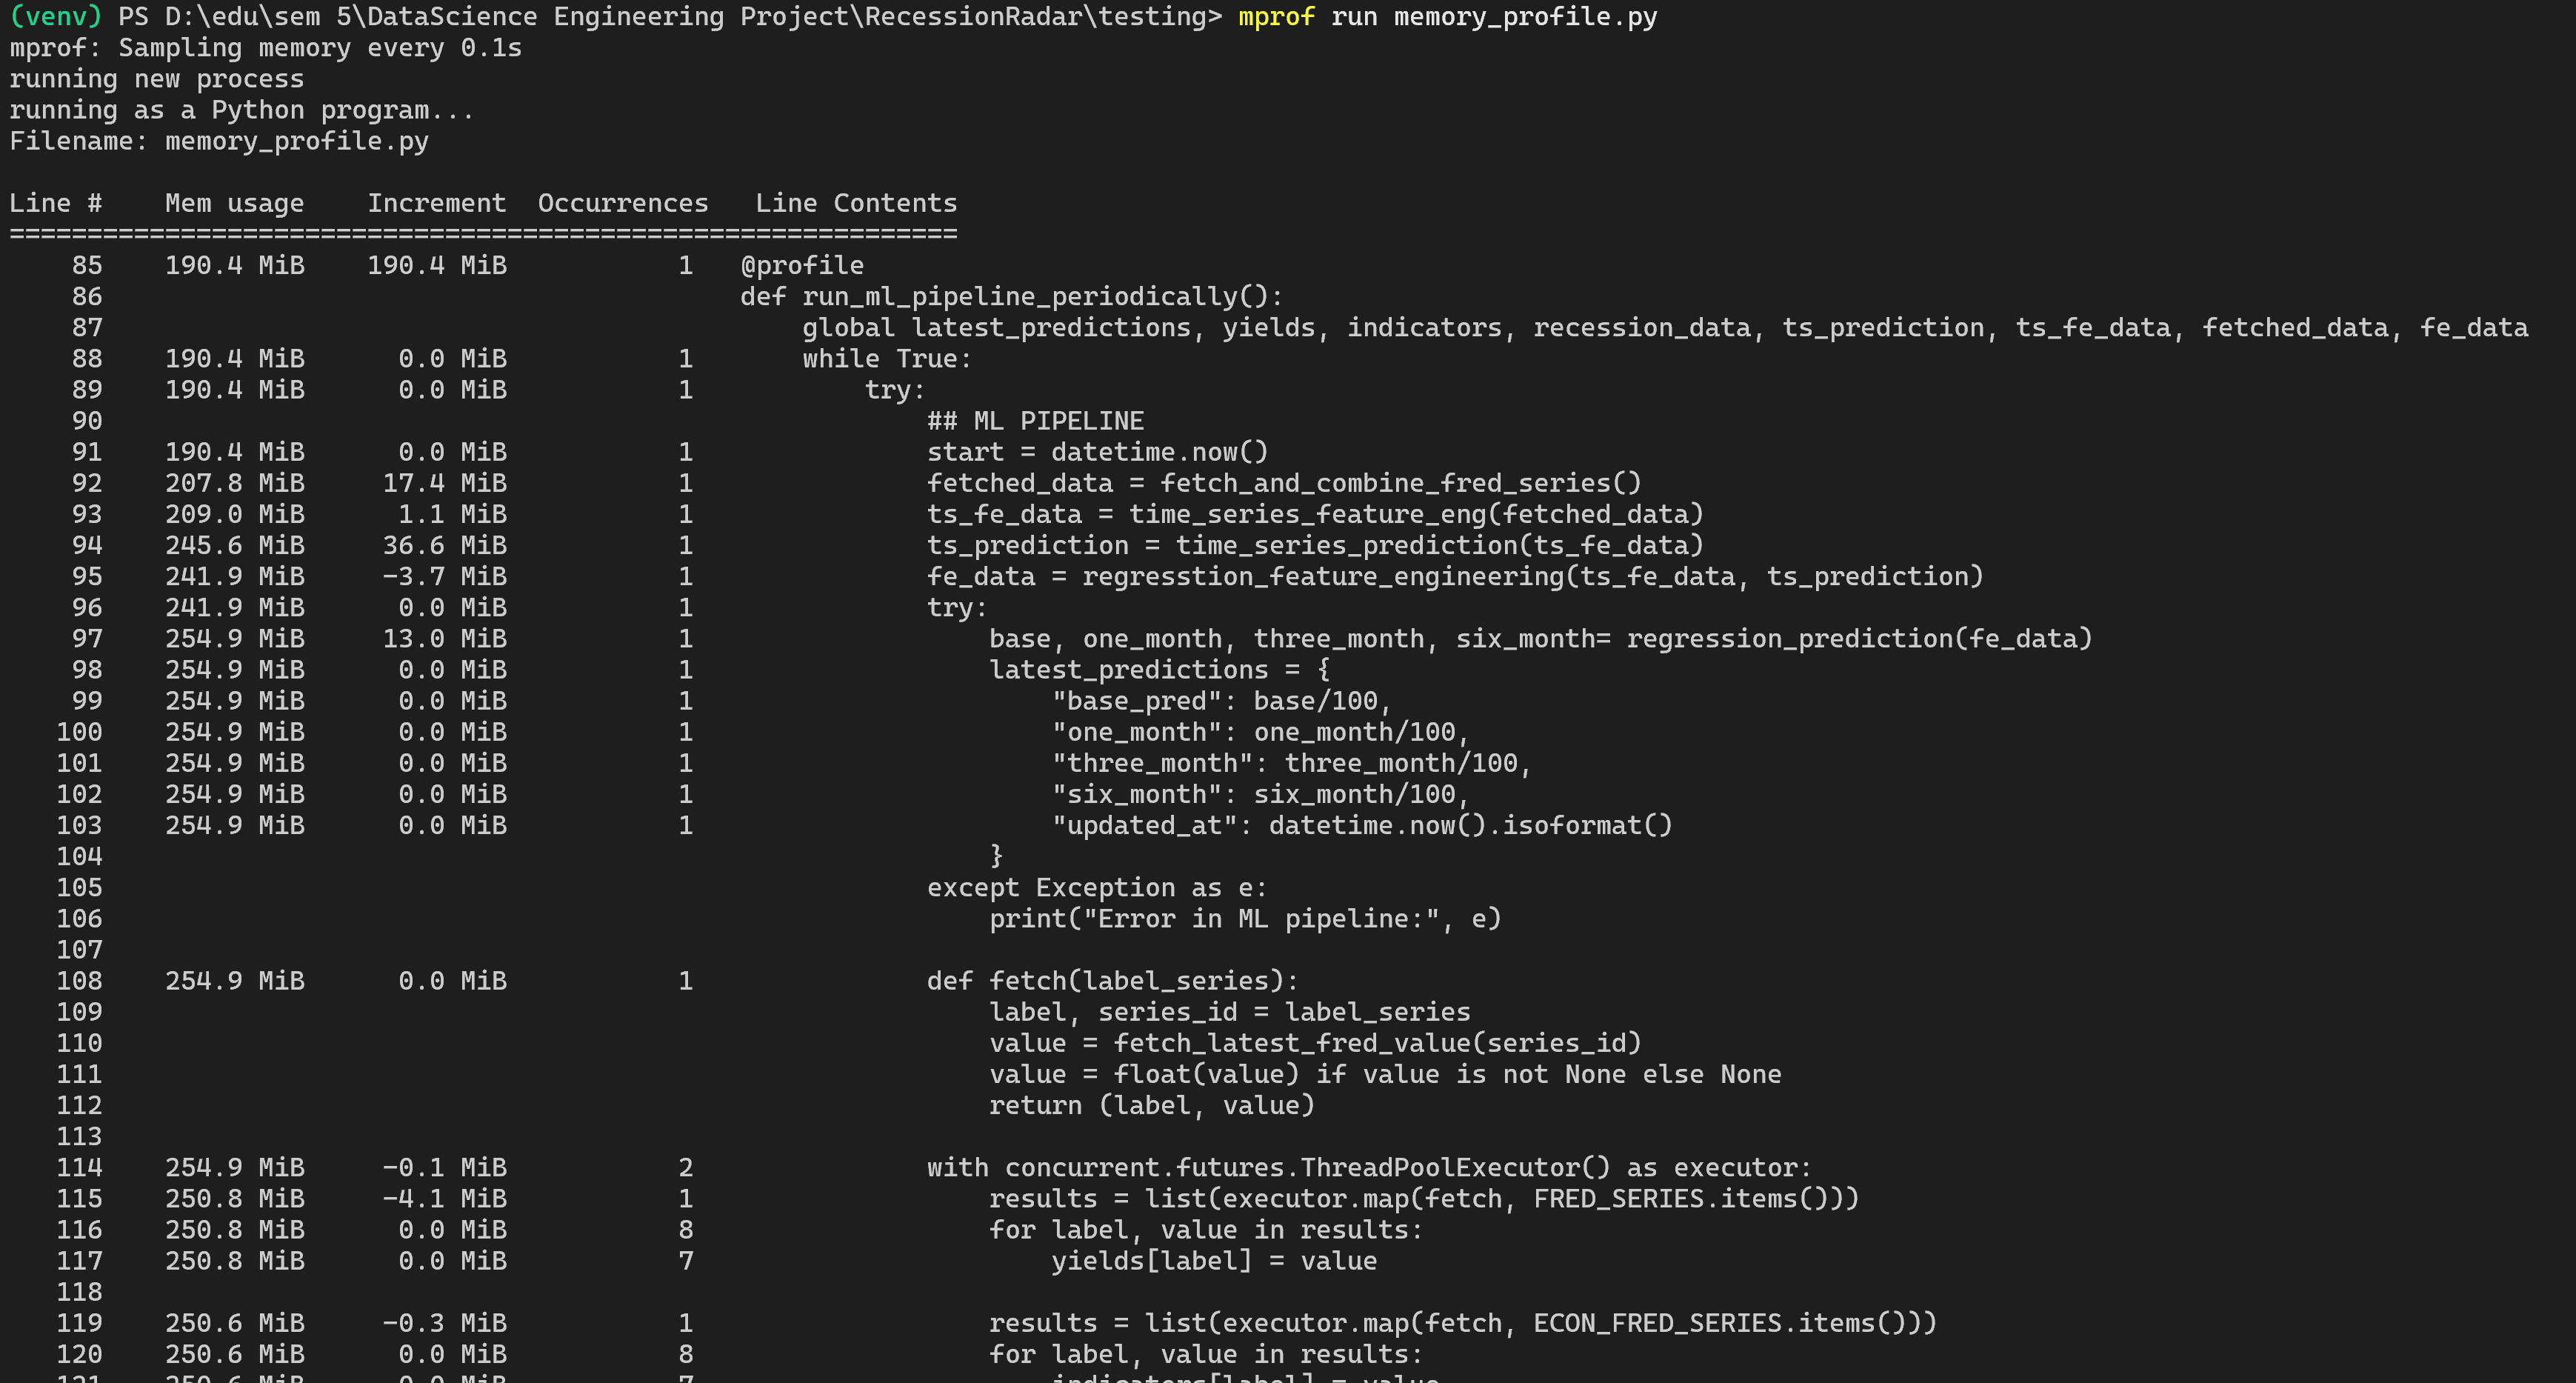 (venv) PS D:\edu\sem 5\DataScience Engineering Project\RecessionRadar\testing> mprof run memory_profile.py
mprof: Sampling memory every 0.1s
running new process
running as a Python program...
Filename: memory_profile.py

Line #    Mem usage    Increment  Occurrences   Line Contents
=============================================================
    85    190.4 MiB    190.4 MiB           1   @profile
    86                                         def run_ml_pipeline_periodically():
    87                                             global latest_predictions, yields, indicators, recession_data, ts_prediction, ts_fe_data, fetched_data, fe_data
    88    190.4 MiB      0.0 MiB           1       while True:
    89    190.4 MiB      0.0 MiB           1           try:
    90                                                     ## ML PIPELINE
    91    190.4 MiB      0.0 MiB           1               start = datetime.now()
    92    207.8 MiB     17.4 MiB           1               fetched_data = fetch_and_combine_fred_series()
    93    209.0 MiB      1.1 MiB           1               ts_fe_data = time_series_feature_eng(fetched_data)
    94    245.6 MiB     36.6 MiB           1               ts_prediction = time_series_prediction(ts_fe_data)
    95    241.9 MiB     -3.7 MiB           1               fe_data = regresstion_feature_engineering(ts_fe_data, ts_prediction)
    96    241.9 MiB      0.0 MiB           1               try:
    97    254.9 MiB     13.0 MiB           1                   base, one_month, three_month, six_month= regression_prediction(fe_data)
    98    254.9 MiB      0.0 MiB           1                   latest_predictions = {
    99    254.9 MiB      0.0 MiB           1                       "base_pred": base/100,
   100    254.9 MiB      0.0 MiB           1                       "one_month": one_month/100,
   101    254.9 MiB      0.0 MiB           1                       "three_month": three_month/100,
   102    254.9 MiB      0.0 MiB           1                       "six_month": six_month/100,
   103    254.9 MiB      0.0 MiB           1                       "updated_at": datetime.now().isoformat()
   104                                                         }
   105                                                     except Exception as e:
   106                                                         print("Error in ML pipeline:", e)
   107
   108    254.9 MiB      0.0 MiB           1               def fetch(label_series):
   109                                                         label, series_id = label_series
   110                                                         value = fetch_latest_fred_value(series_id)
   111                                                         value = float(value) if value is not None else None
   112                                                         return (label, value)
   113
   114    254.9 MiB     -0.1 MiB           2               with concurrent.futures.ThreadPoolExecutor() as executor:
   115    250.8 MiB     -4.1 MiB           1                   results = list(executor.map(fetch, FRED_SERIES.items()))
   116    250.8 MiB      0.0 MiB           8                   for label, value in results:
   117    250.8 MiB      0.0 MiB           7                       yields[label] = value
   118
   119    250.6 MiB     -0.3 MiB           1                   results = list(executor.map(fetch, ECON_FRED_SERIES.items()))
   120    250.6 MiB      0.0 MiB           8                   for label, value in results:
   121    250.6 MiB      0.0 MiB           7                       indicators[label] = value